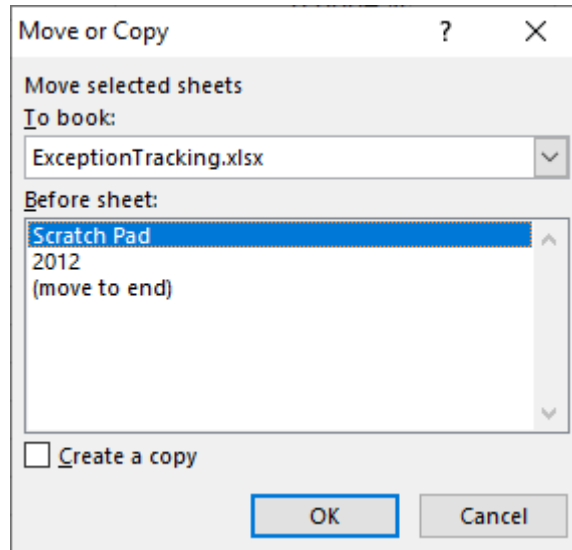 Move or Copy ?
Move selected sheets
To book:
ExceptionTracking.xlsx
Before sheet:
Scratch Pad
2012
(move to end)
Create a copy
OK Cancel